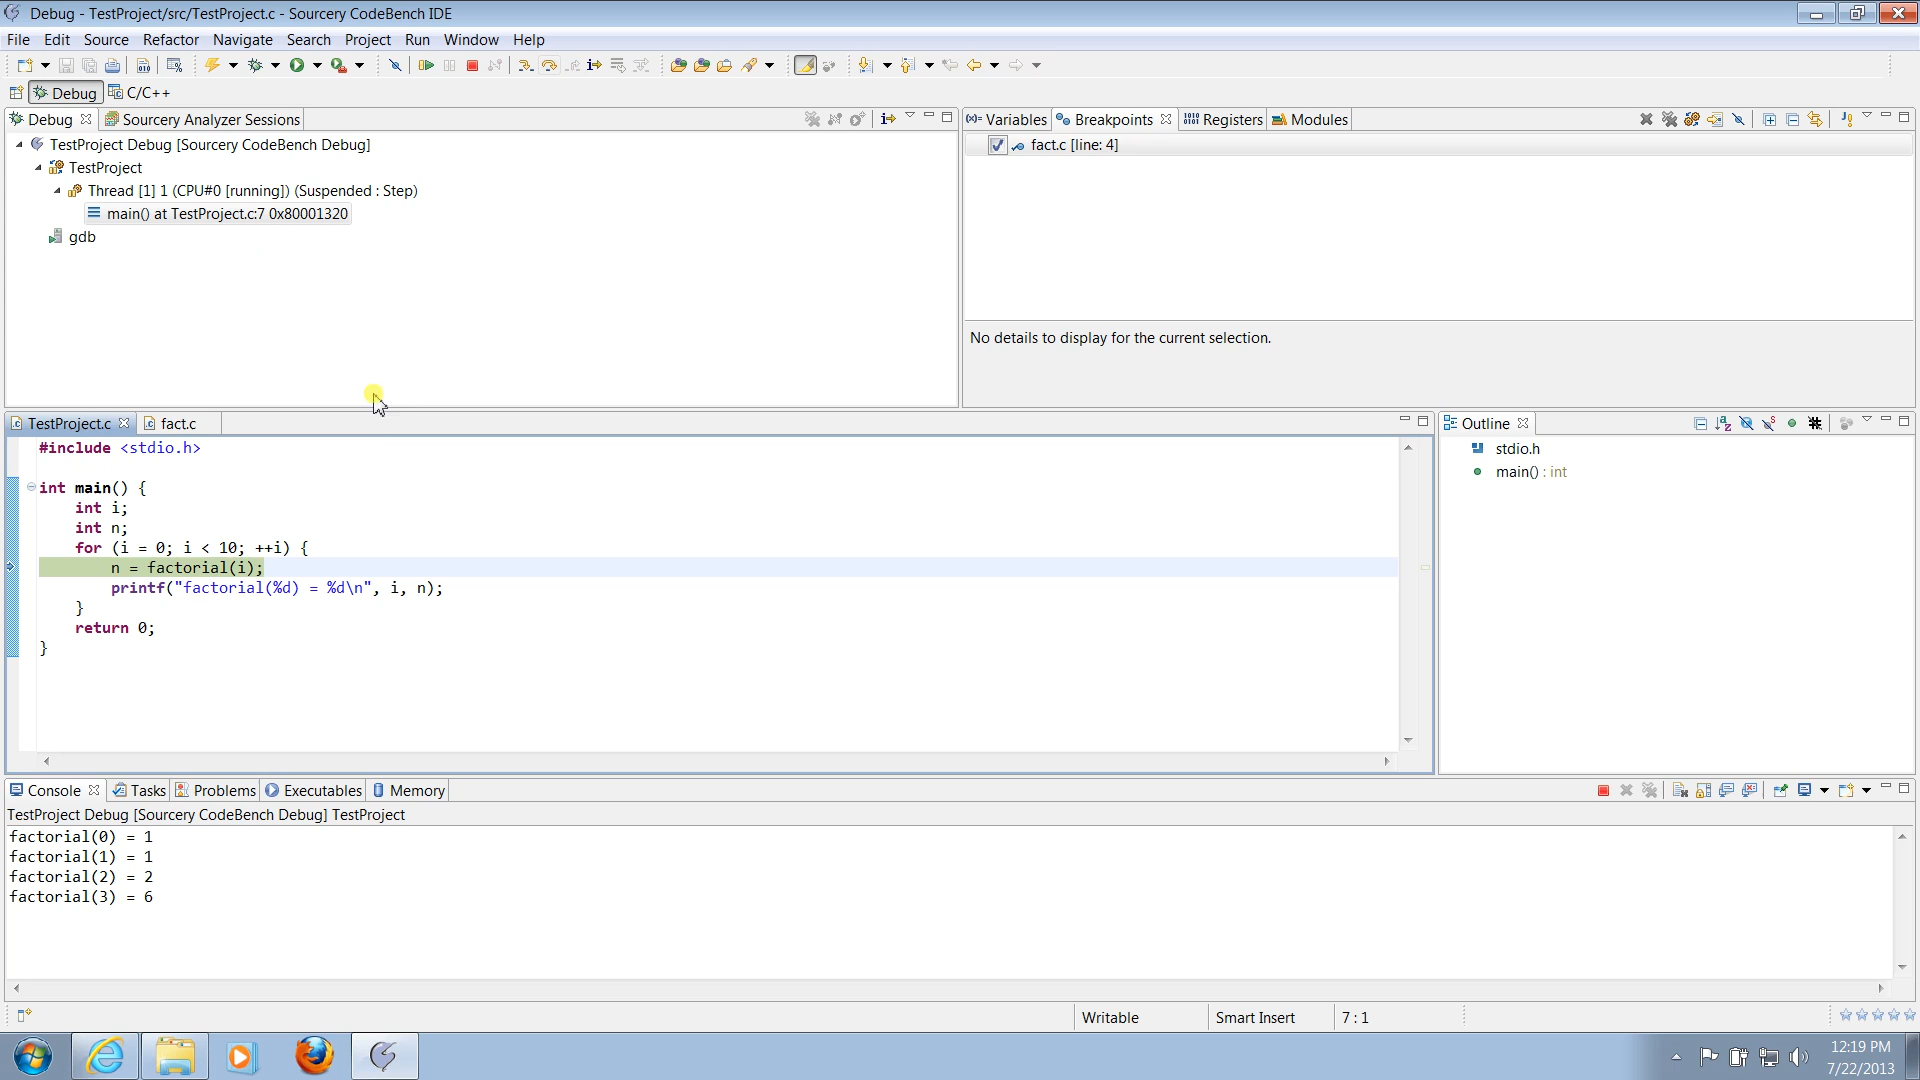 Debug - TestProject/src/TestProject.c - Sourcery CodeBench IDE
File Edit Source Refactor Navigate Search Project Run Window Help
Debug C/C++
Debug Sourcery Analyzer Sessions
TestProject Debug [Sourcery CodeBench Debug]
TestProject
Thread [1] 1 (CPU#0 [running]) (Suspended : Step)
main() at TestProject.c:7 0x80001320
gdb
Variables Breakpoints Registers Modules
fact.c [line: 4]
No details to display for the current selection.
TestProject.c fact.c
#include <stdio.h>
int main() {
int i;
int n;
for (i = 0; i < 10; ++i) {
n = factorial(i);
printf("factorial(%d) = %d\n", i, n);
}
return 0;
}
Outline
stdio.h
main() : int
Console Tasks Problems Executables Memory
TestProject Debug [Sourcery CodeBench Debug] TestProject
factorial(0) = 1
factorial(1) = 1
factorial(2) = 2
factorial(3) = 6
Writable Smart Insert 7 : 1
12:19 PM
7/22/2013